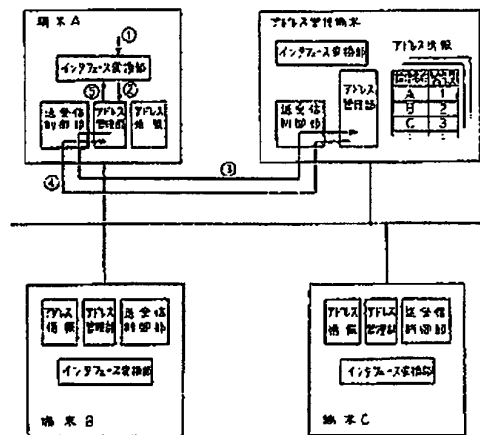 端末A
①
インタフェース変換部
⑤
②
送受信
制御部
アドレス
管理部
アドレス
情報
④
③
アドレス管理端末
インタフェース変換部
アドレス情報
送受信
制御部
アドレス
管理部
A 1
B 2
C 3
⋮ ⋮
アドレス
情報
アドレス
管理部
送受信
制御部
インタフェース変換部
端末B
アドレス
情報
アドレス
管理部
送受信
制御部
インタフェース変換部
端末C